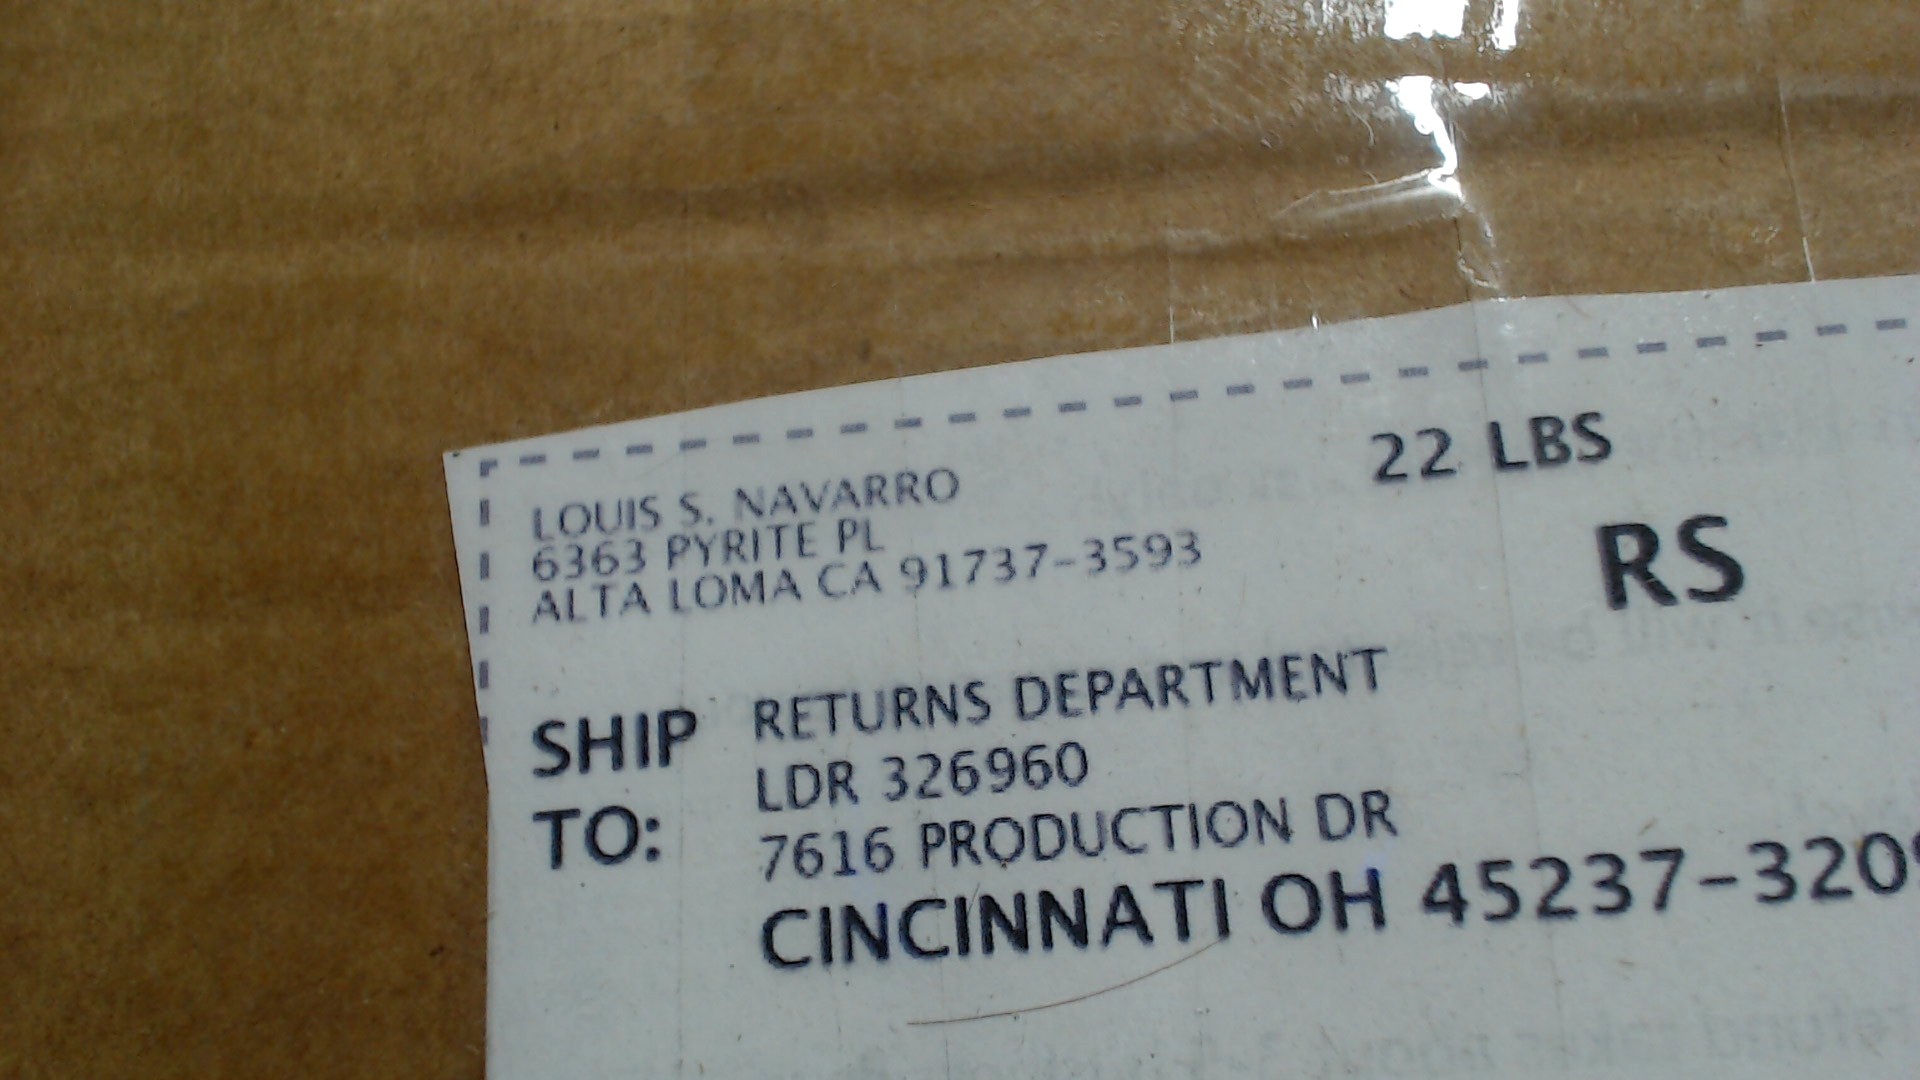 LOUIS S. NAVARRO
6363 PYRITE PL
ALTA LOMA CA 91737-3593
22 LBS
RS
SHIP TO:
RETURNS DEPARTMENT
LDR 326960
7616 PRODUCTION DR
CINCINNATI OH 45237-320